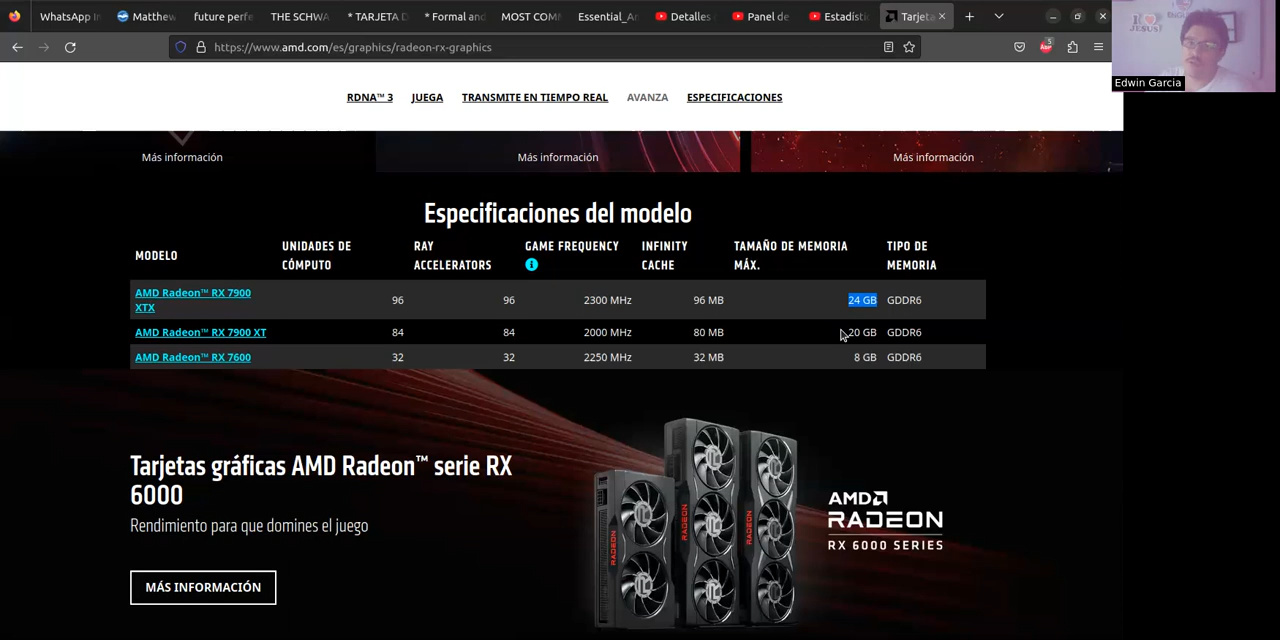 WhatsApp
Matthew
future perfe
THE SCHWA
* TARJETA D
* Formal and
MOST COM
Essential_Ar
Detalles
Panel de
Estadísti
Tarjeta
https://www.amd.com/es/graphics/radeon-rx-graphics
5
I
JESUS!
Edwin Garcia
RDNA™ 3 JUEGA TRANSMITE EN TIEMPO REAL AVANZA ESPECIFICACIONES
Más información Más información Más información
Especificaciones del modelo
MODELO UNIDADES DE CÓMPUTO RAY ACCELERATORS GAME FREQUENCY INFINITY CACHE TAMAÑO DE MEMORIA MÁX. TIPO DE MEMORIA
AMD Radeon™ RX 7900 XTX 96 96 2300 MHz 96 MB 24 GB GDDR6
AMD Radeon™ RX 7900 XT 84 84 2000 MHz 80 MB 20 GB GDDR6
AMD Radeon™ RX 7600 32 32 2250 MHz 32 MB 8 GB GDDR6
Tarjetas gráficas AMD Radeon™ serie RX
6000
Rendimiento para que domines el juego
MÁS INFORMACIÓN
RADEON
RADEON
RADEON
AMD
RADEON
RX 6000 SERIES